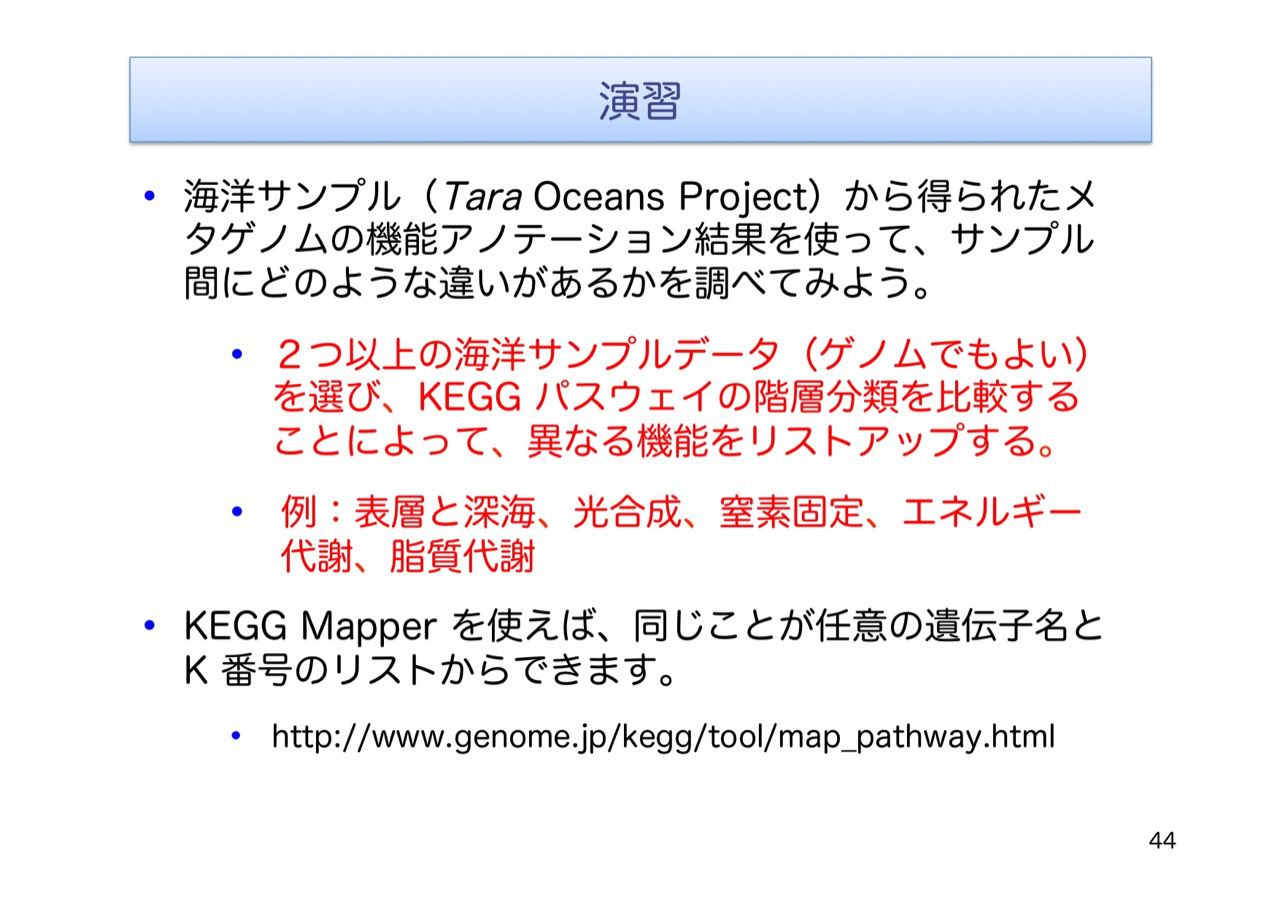 演習
• 海洋サンプル（Tara Oceans Project）から得られたメ
タゲノムの機能アノテーション結果を使って、サンプル
間にどのような違いがあるかを調べてみよう。
• ２つ以上の海洋サンプルデータ（ゲノムでもよい）
を選び、KEGG パスウェイの階層分類を比較する
ことによって、異なる機能をリストアップする。
• 例：表層と深海、光合成、窒素固定、エネルギー
代謝、脂質代謝
• KEGG Mapper を使えば、同じことが任意の遺伝子名と
K 番号のリストからできます。
• http://www.genome.jp/kegg/tool/map_pathway.html
44